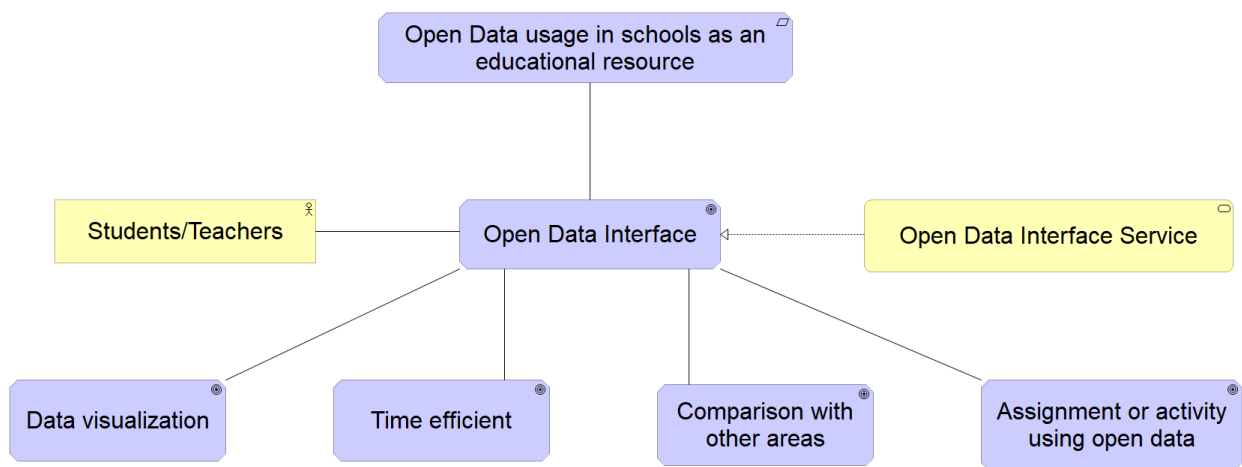 Open Data usage in schools as an
educational resource
Students/Teachers
Open Data Interface
Open Data Interface Service
Data visualization
Time efficient
Comparison with
other areas
Assignment or activity
using open data